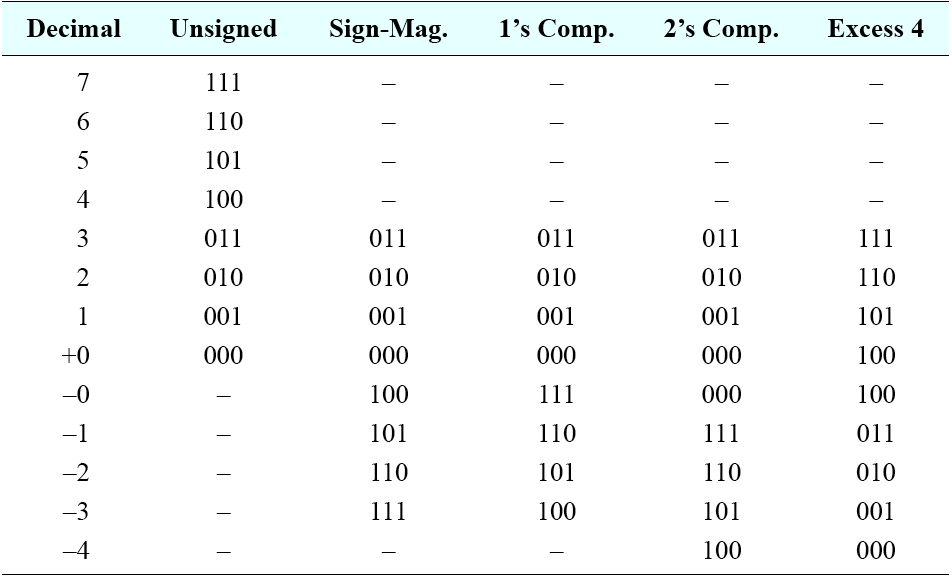 Decimal Unsigned Sign-Mag. 1’s Comp. 2’s Comp. Excess 4
7 111 – – – –
6 110 – – – –
5 101 – – – –
4 100 – – – –
3 011 011 011 011 111
2 010 010 010 010 110
1 001 001 001 001 101
+0 000 000 000 000 100
–0 – 100 111 000 100
–1 – 101 110 111 011
–2 – 110 101 110 010
–3 – 111 100 101 001
–4 – – – 100 000